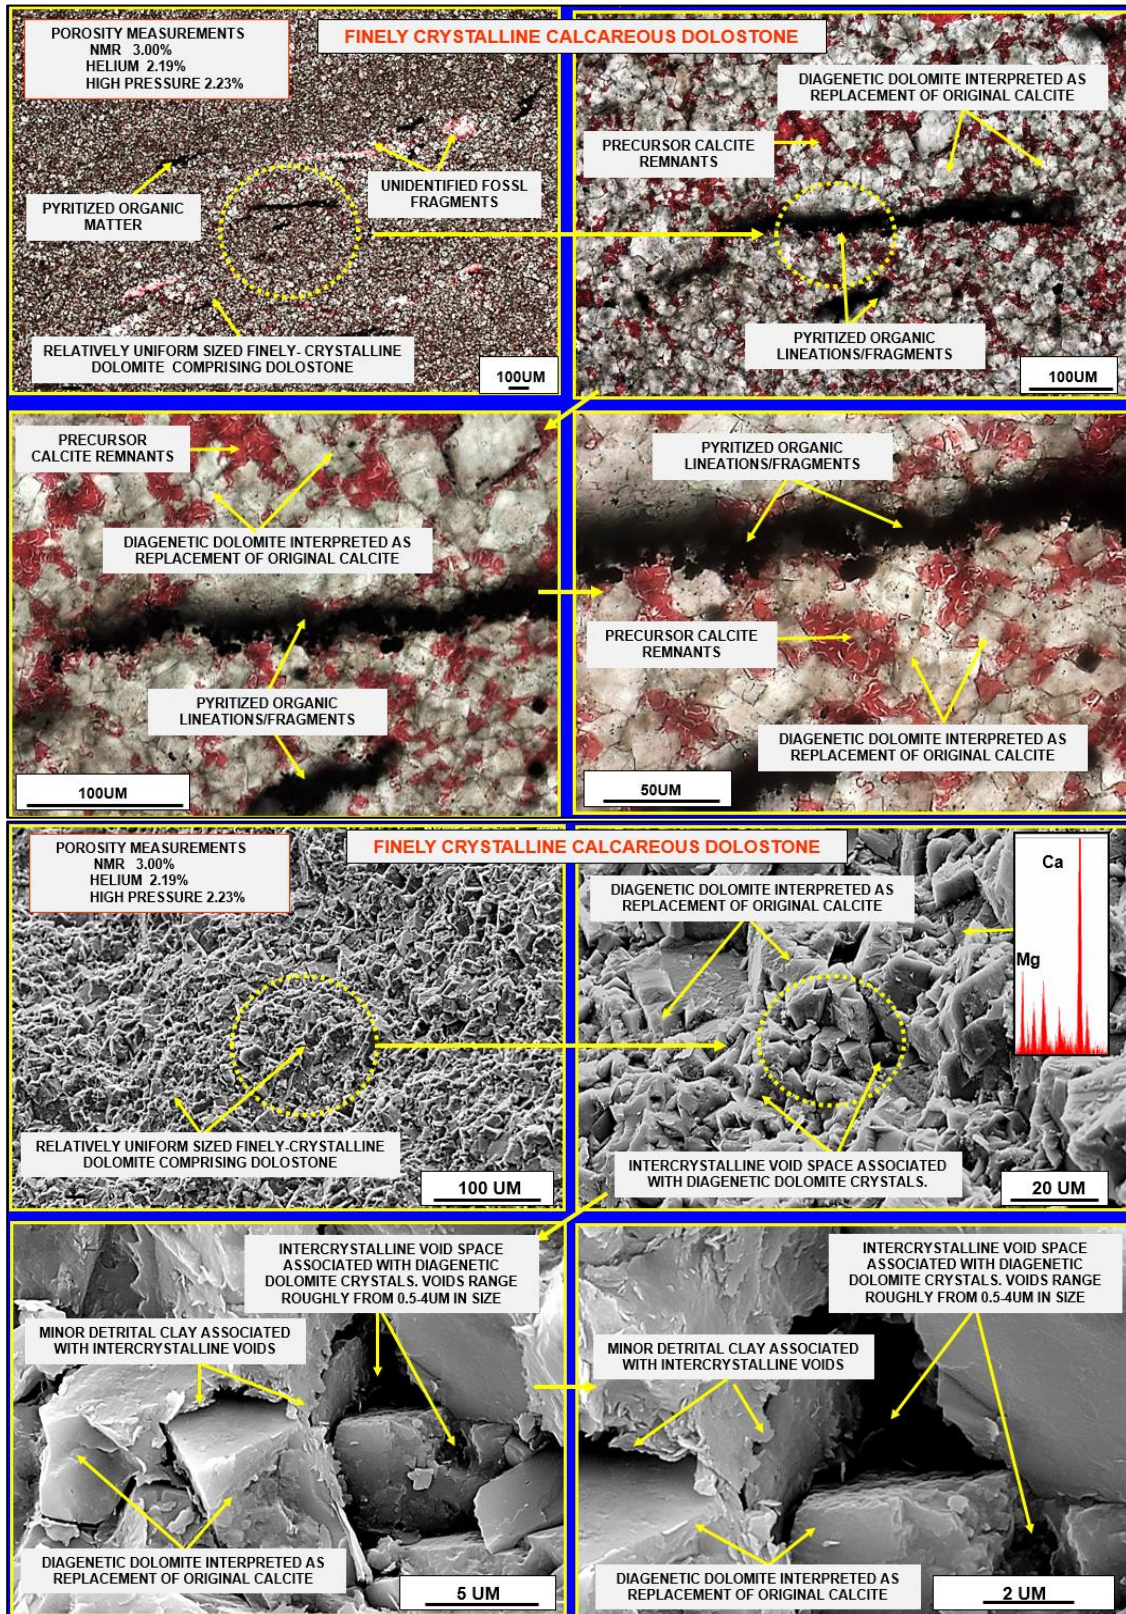 POROSITY MEASUREMENTS
NMR 3.00%
HELIUM 2.19%
HIGH PRESSURE 2.23%
FINELY CRYSTALLINE CALCAREOUS DOLOSTONE
PYRITIZED ORGANIC
MATTER
UNIDENTIFIED FOSSL
FRAGMENTS
RELATIVELY UNIFORM SIZED FINELY- CRYSTALLINE
DOLOMITE COMPRISING DOLOSTONE
100UM
DIAGENETIC DOLOMITE INTERPRETED AS
REPLACEMENT OF ORIGINAL CALCITE
PRECURSOR CALCITE
REMNANTS
PYRITIZED ORGANIC
LINEATIONS/FRAGMENTS
100UM
PRECURSOR
CALCITE REMNANTS
DIAGENETIC DOLOMITE INTERPRETED AS
REPLACEMENT OF ORIGINAL CALCITE
PYRITIZED ORGANIC
LINEATIONS/FRAGMENTS
100UM
PYRITIZED ORGANIC
LINEATIONS/FRAGMENTS
PRECURSOR CALCITE
REMNANTS
DIAGENETIC DOLOMITE INTERPRETED AS
REPLACEMENT OF ORIGINAL CALCITE
50UM
POROSITY MEASUREMENTS
NMR 3.00%
HELIUM 2.19%
HIGH PRESSURE 2.23%
FINELY CRYSTALLINE CALCAREOUS DOLOSTONE
RELATIVELY UNIFORM SIZED FINELY-CRYSTALLINE
DOLOMITE COMPRISING DOLOSTONE
100 UM
DIAGENETIC DOLOMITE INTERPRETED AS
REPLACEMENT OF ORIGINAL CALCITE
Ca
Mg
INTERCRYSTALLINE VOID SPACE ASSOCIATED
WITH DIAGENETIC DOLOMITE CRYSTALS.
20 UM
INTERCRYSTALLINE VOID SPACE
ASSOCIATED WITH DIAGENETIC
DOLOMITE CRYSTALS. VOIDS RANGE
ROUGHLY FROM 0.5-4UM IN SIZE
MINOR DETRITAL CLAY ASSOCIATED
WITH INTERCRYSTALLINE VOIDS
DIAGENETIC DOLOMITE INTERPRETED AS
REPLACEMENT OF ORIGINAL CALCITE
5 UM
INTERCRYSTALLINE VOID SPACE
ASSOCIATED WITH DIAGENETIC
DOLOMITE CRYSTALS. VOIDS RANGE
ROUGHLY FROM 0.5-4UM IN SIZE
MINOR DETRITAL CLAY ASSOCIATED
WITH INTERCRYSTALLINE VOIDS
DIAGENETIC DOLOMITE INTERPRETED AS
REPLACEMENT OF ORIGINAL CALCITE
2 UM